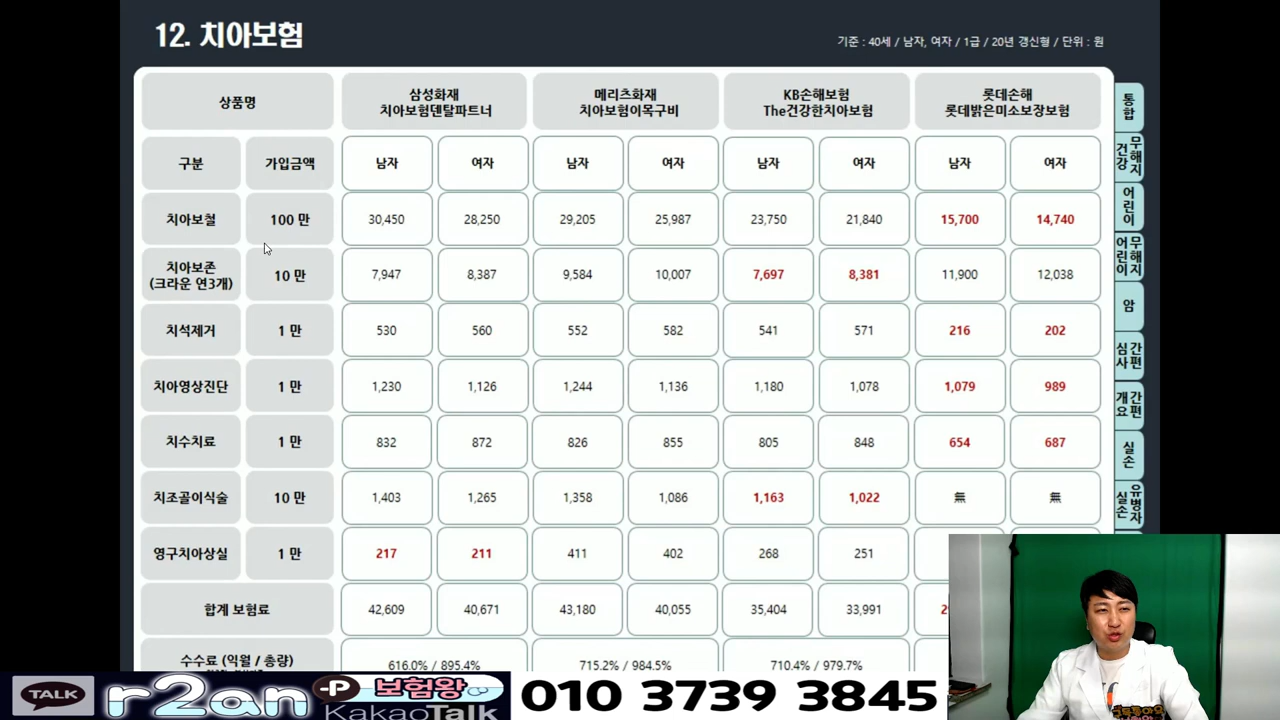 12. 치아보험
기준 : 40세 / 남자, 여자 / 1급 / 20년 갱신형 / 단위 : 원
상품명
삼성화재
치아보험덴탈파트너
메리츠화재
치아보험이목구비
KB손해보험
The건강한치아보험
롯데손해
롯데밝은미소보장보험
구분 가입금액 남자 여자 남자 여자 남자 여자 남자 여자
치아보철 100 만 30,450 28,250 29,205 25,987 23,750 21,840 15,700 14,740
치아보존
(크라운 연3개)
10 만 7,947 8,387 9,584 10,007 7,697 8,381 11,900 12,038
치석제거 1 만 530 560 552 582 541 571 216 202
치아영상진단 1 만 1,230 1,126 1,244 1,136 1,180 1,078 1,079 989
치수치료 1 만 832 872 826 855 805 848 654 687
치조골이식술 10 만 1,403 1,265 1,358 1,086 1,163 1,022 無 無
영구치아상실 1 만 217 211 411 402 268 251
합계 보험료 42,609 40,671 43,180 40,055 35,404 33,991
수수료 (익월 / 총량) 616.0% / 895.4% 715.2% / 984.5% 710.4% / 979.7%
통합
무해지
건강
어린이
무해지
어린이
암
간편
심사
간편
개요
실손
유병자
실손
TALK
r2an
-P 보험왕
KakaoTalk
010 3739 3845